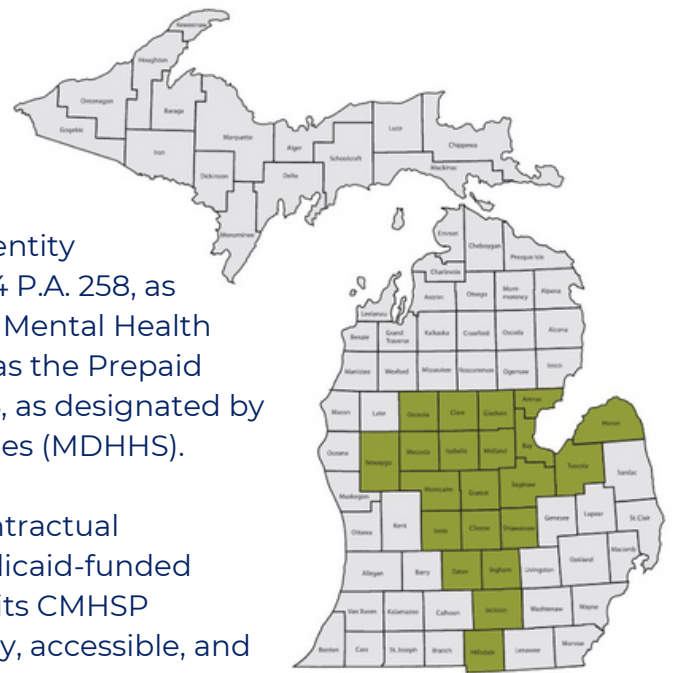 Keweenaw
Houghton
Ontonagon
Baraga
Gogebic
Marquette
Luce
Alger
Chippewa
Iron
Schoolcraft
Mackinac
Dickinson
Delta
Menominee
entity
4 P.A. 258, as
Mental Health
as the Prepaid
, as designated by
es (MDHHS).
ntractual
dicaid-funded
its CMHSP
y, accessible, and
Emmet
Cheboygan
Presque Isle
Charlevoix
Leelanau
Antrim
Otsego
Mont-
morency
Alpena
Benzie
Grand
Traverse
Kalkaska
Crawford
Oscoda
Alcona
Manistee
Wexford
Missaukee
Roscommon
Ogemaw
Iosco
Mason
Lake
Osceola
Clare
Gladwin
Arenac
Huron
Oceana
Newaygo
Mecosta
Isabella
Midland
Bay
Tuscola
Sanilac
Muskegon
Montcalm
Gratiot
Saginaw
Ottawa
Kent
Ionia
Clinton
Shiawassee
Genesee
Lapeer
St.Clair
Allegan
Barry
Eaton
Ingham
Livingston
Oakland
Macomb
Van Buren
Kalamazoo
Calhoun
Jackson
Washtenaw
Wayne
Berrien
Cass
St. Joseph
Branch
Hillsdale
Lenawee
Monroe